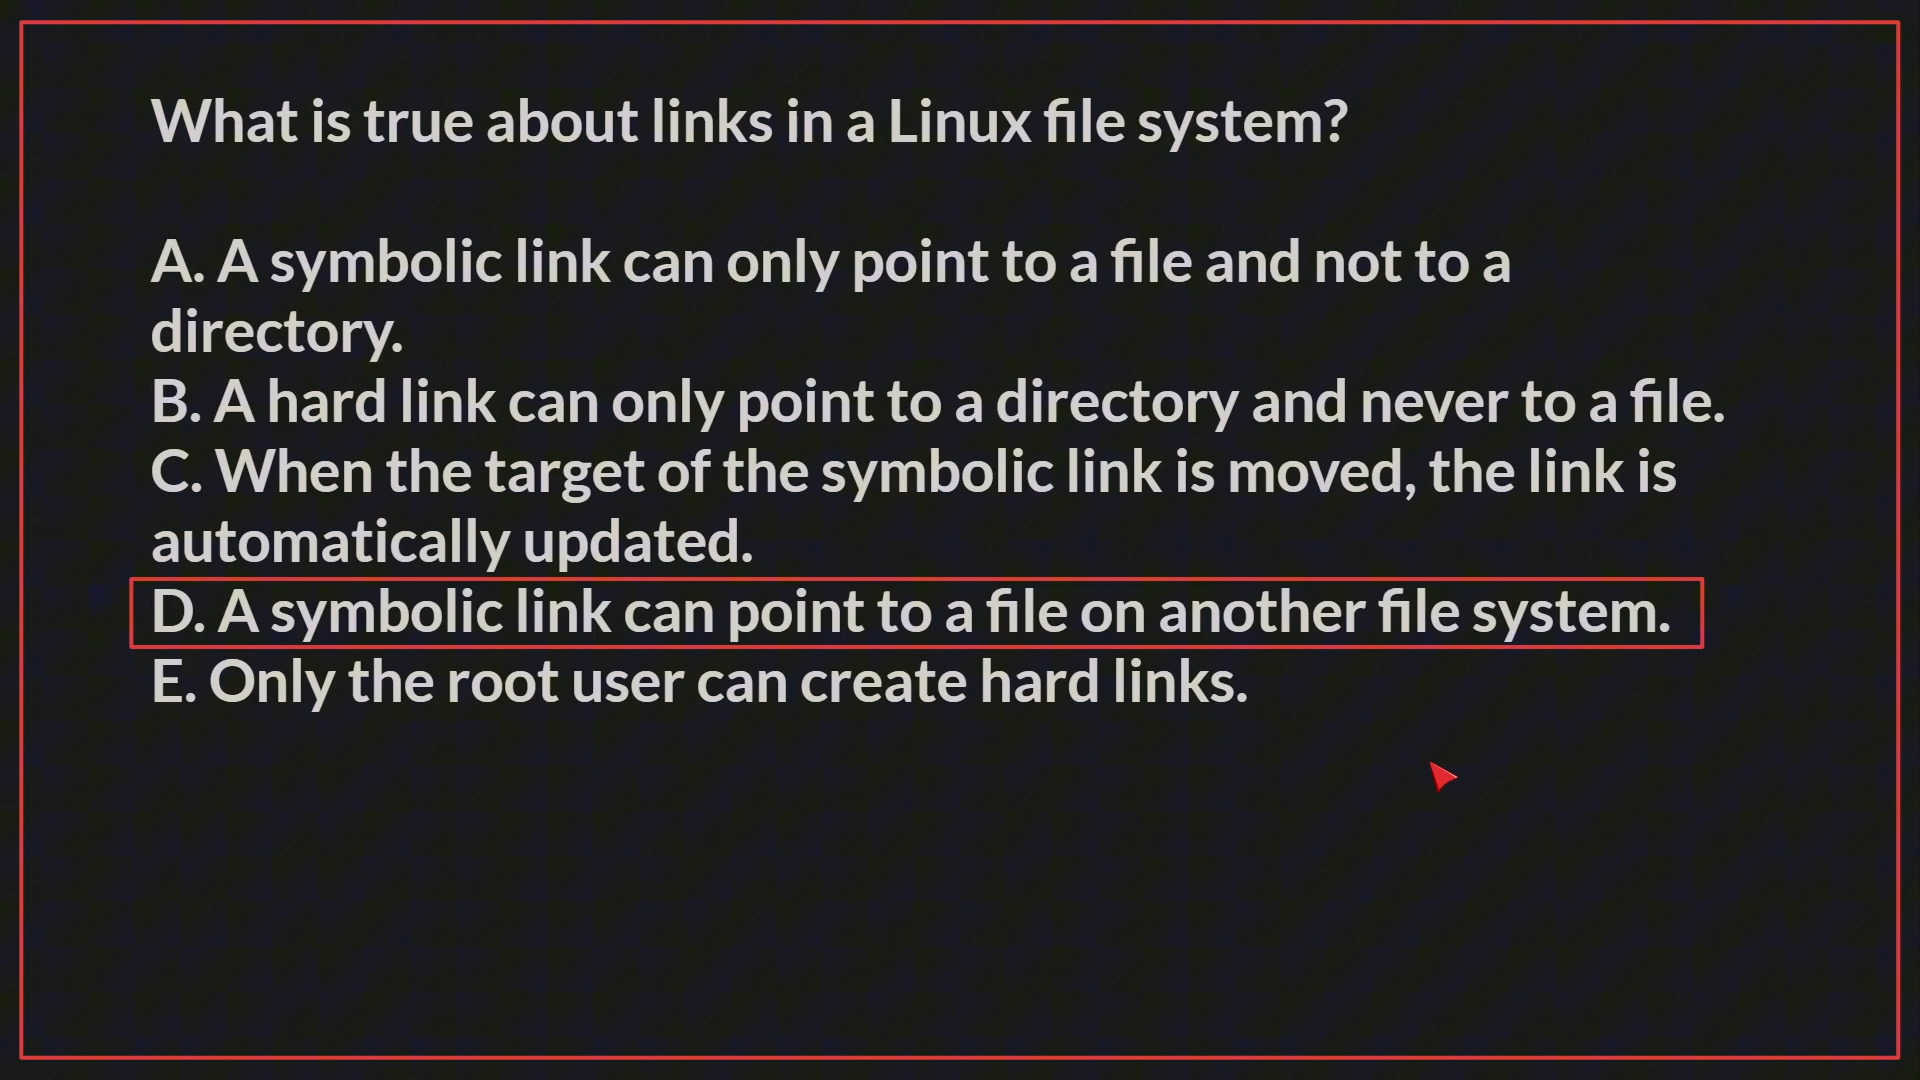 What is true about links in a Linux file system?
A. A symbolic link can only point to a file and not to a
directory.
B. A hard link can only point to a directory and never to a file.
C. When the target of the symbolic link is moved, the link is
automatically updated.
D. A symbolic link can point to a file on another file system.
E. Only the root user can create hard links.